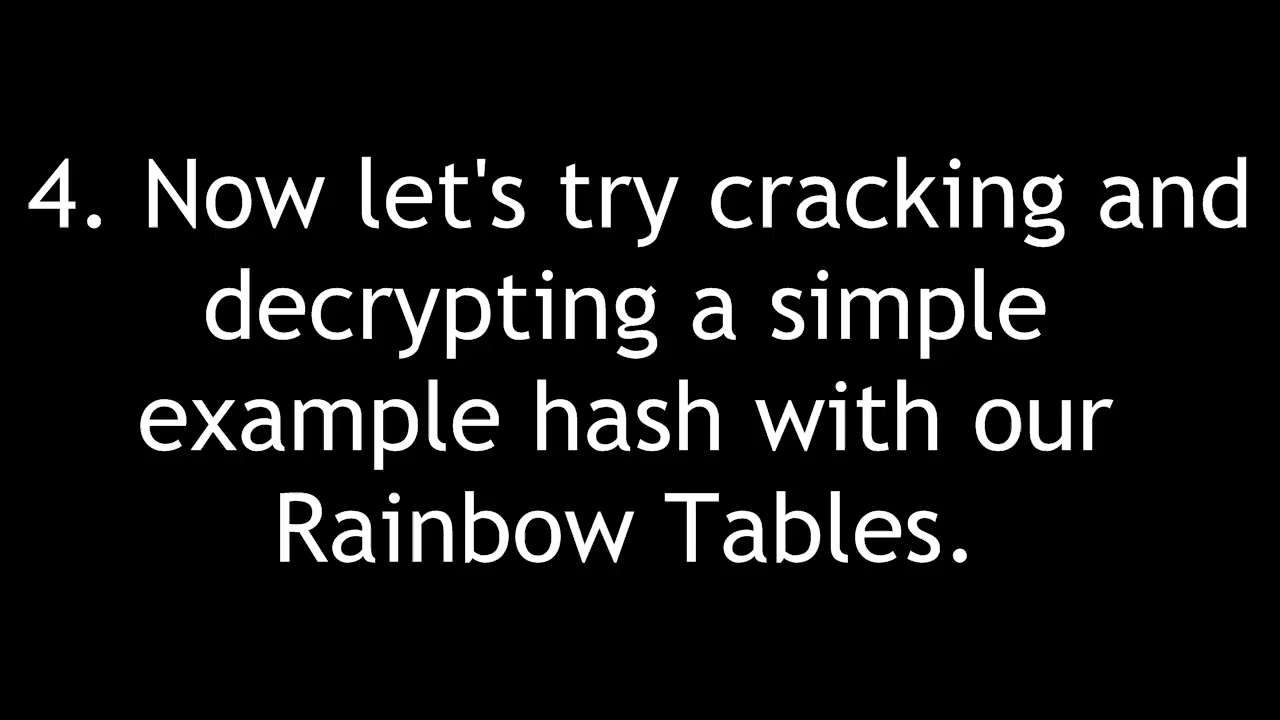 4. Now let's try cracking and
decrypting a simple
example hash with our
Rainbow Tables.